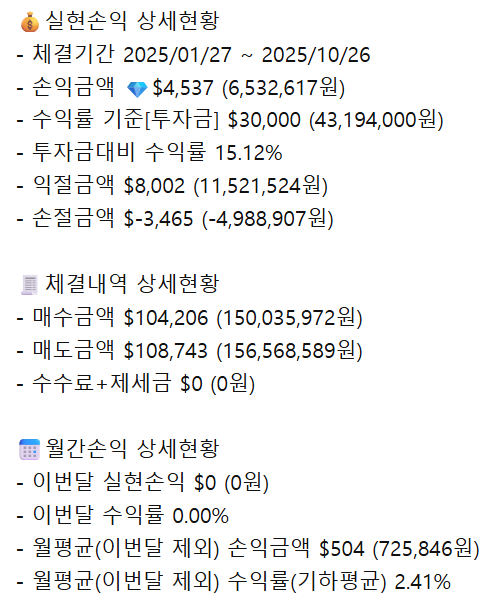 💰실현손익 상세현황
- 체결기간 2025/01/27 ~ 2025/10/26
- 손익금액 💎$4,537 (6,532,617원)
- 수익률 기준[투자금] $30,000 (43,194,000원)
- 투자금대비 수익률 15.12%
- 익절금액 $8,002 (11,521,524원)
- 손절금액 $-3,465 (-4,988,907원)

🧾체결내역 상세현황
- 매수금액 $104,206 (150,035,972원)
- 매도금액 $108,743 (156,568,589원)
- 수수료+제세금 $0 (0원)

📅월간손익 상세현황
- 이번달 실현손익 $0 (0원)
- 이번달 수익률 0.00%
- 월평균(이번달 제외) 손익금액 $504 (725,846원)
- 월평균(이번달 제외) 수익률(기하평균) 2.41%